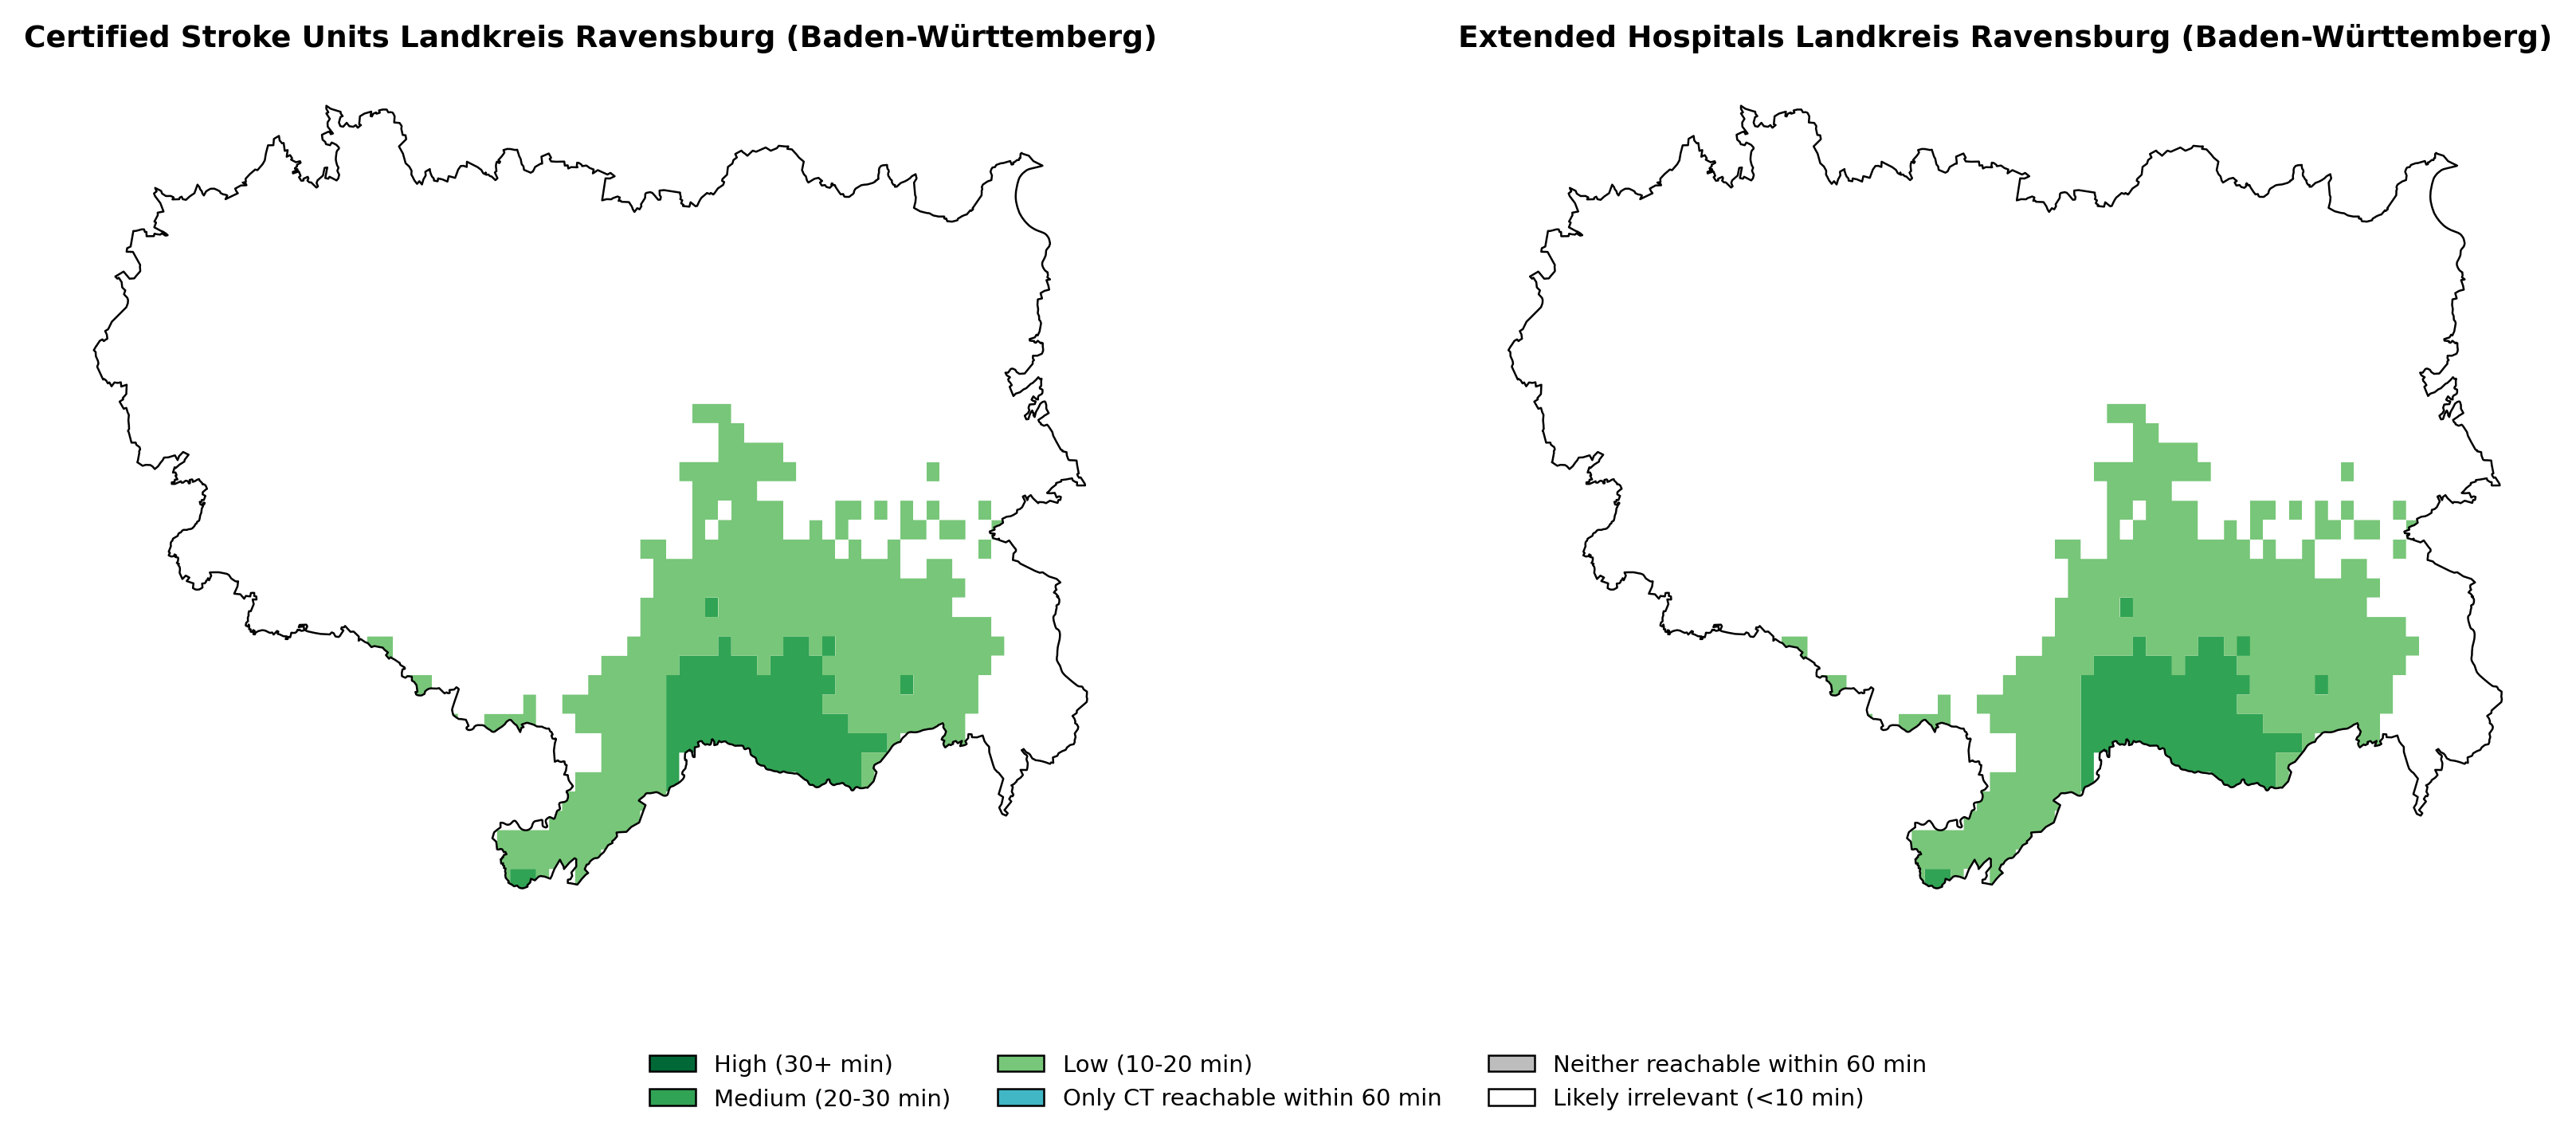 Certified Stroke Units Landkreis Ravensburg (Baden-Württemberg)
Extended Hospitals Landkreis Ravensburg (Baden-Württemberg)
High (30+ min)
Medium (20-30 min)
Low (10-20 min)
Only CT reachable within 60 min
Neither reachable within 60 min
Likely irrelevant (<10 min)